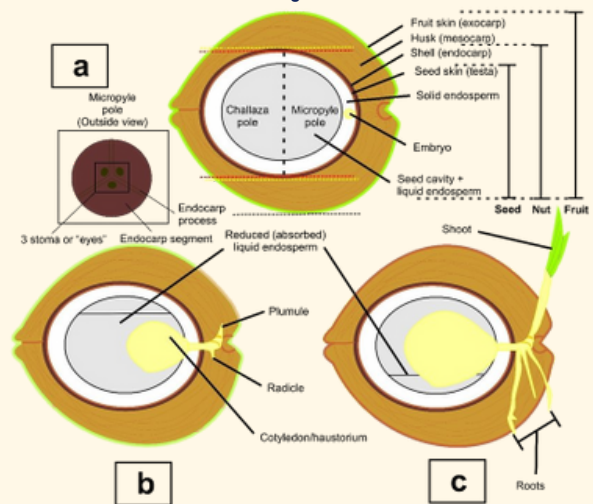 a
Micropyle
pole
(Outside view)
3 stoma or "eyes"
Endocarp segment
Endocarp
process
Challaza
pole
Micropyle
pole
Fruit skin (exocarp)
Husk (mesocarp)
Shell (endocarp)
Seed skin (testa)
Solid endosperm
Embryo
Seed cavity +
liquid endosperm
Seed Nut Fruit
Reduced (absorbed)
liquid endosperm
Shoot
Plumule
Radicle
Cotyledon/haustorium
Roots
b
c